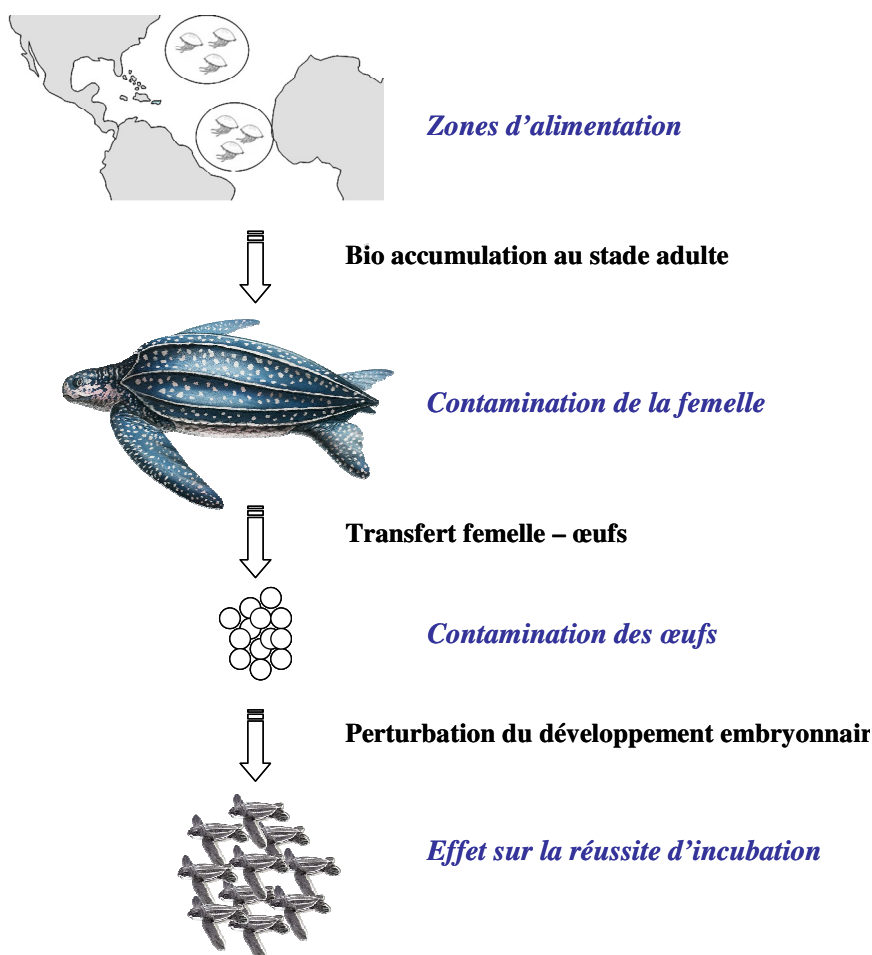 Zones d’alimentation
Bio accumulation au stade adulte
Contamination de la femelle
Transfert femelle – œufs
Contamination des œufs
Perturbation du développement embryonnair
Effet sur la réussite d’incubation